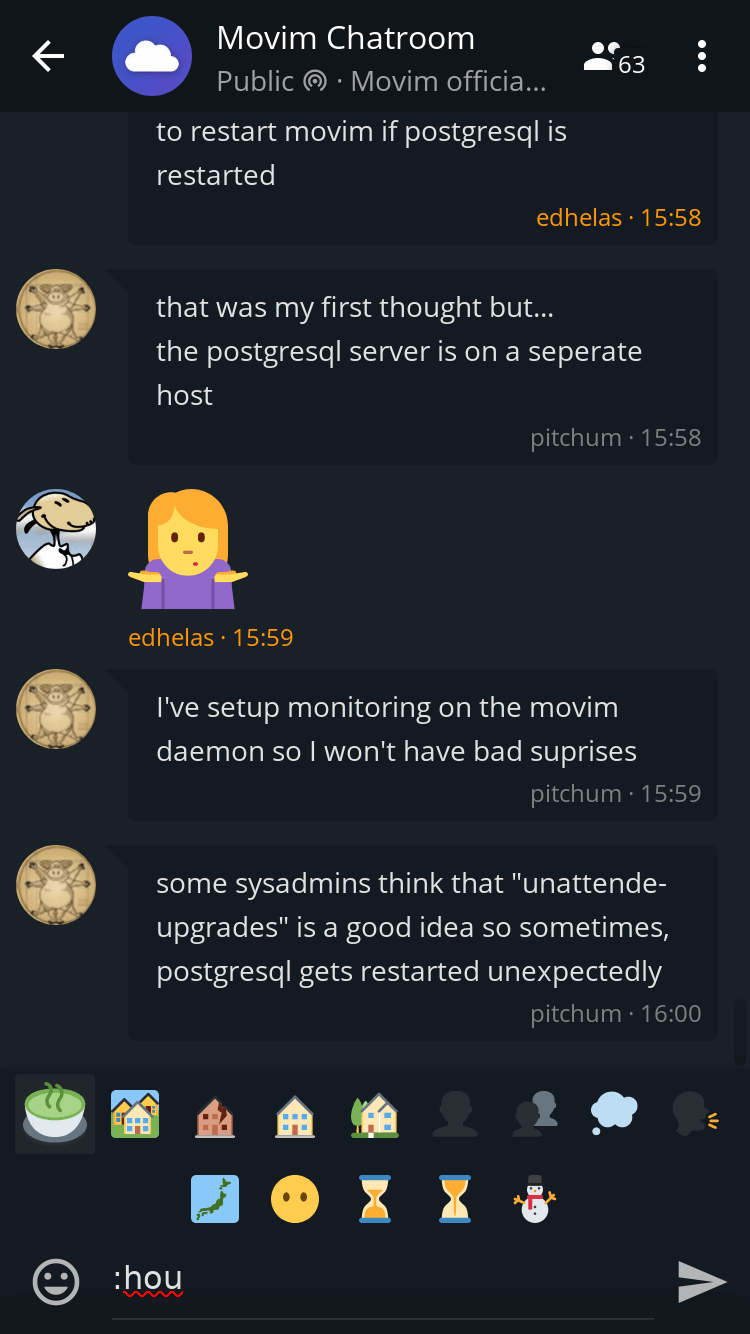 Movim Chatroom
63
Public · Movim officia...
to restart movim if postgresql is
restarted
edhelas · 15:58
that was my first thought but...
the postgresql server is on a seperate
host
pitchum · 15:58
edhelas · 15:59
I've setup monitoring on the movim
daemon so I won't have bad suprises
pitchum · 15:59
some sysadmins think that "unattende-
upgrades" is a good idea so sometimes,
postgresql gets restarted unexpectedly
pitchum · 16:00
:hou